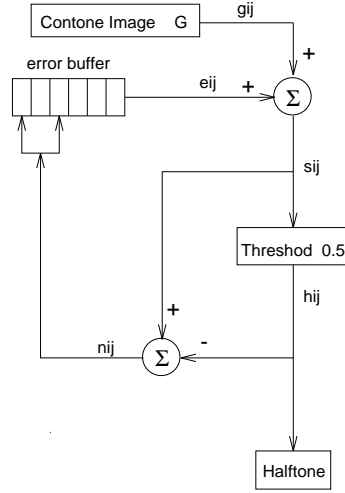 gij
Contone Image G
+
error buffer
eij
+
Σ
sij
Threshod 0.5
hij
+
nij
-
Σ
Halftone